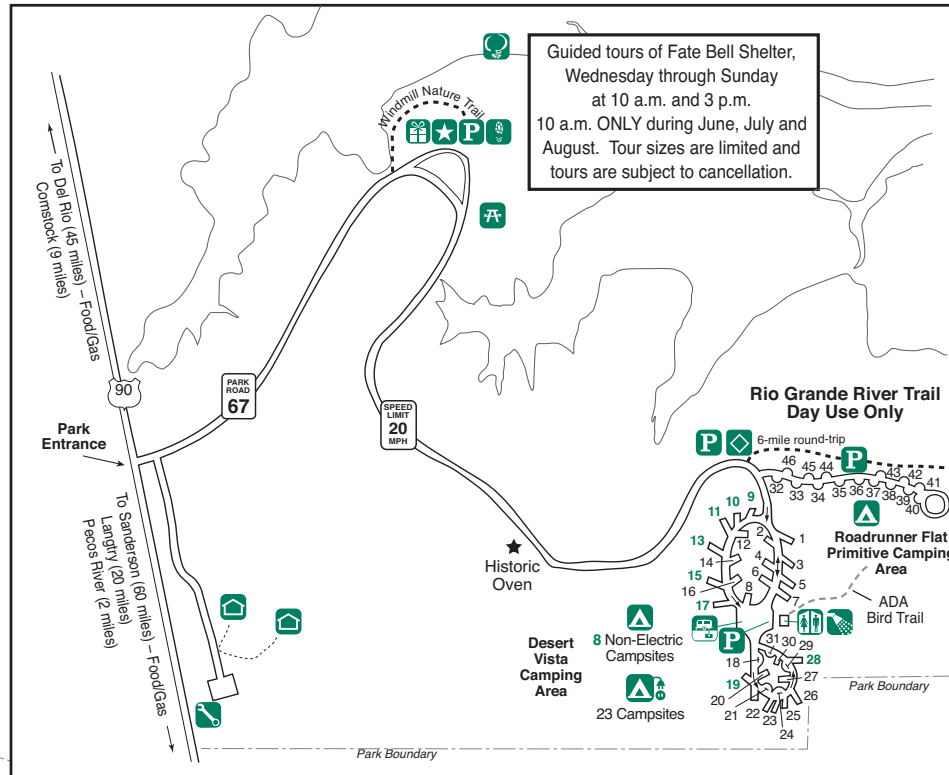 Guided tours of Fate Bell Shelter,
Wednesday through Sunday
at 10 a.m. and 3 p.m.
10 a.m. ONLY during June, July and
August. Tour sizes are limited and
tours are subject to cancellation.
Windmill Nature Trail
P
To Del Rio (45 miles) – Food/Gas
Comstock (9 miles)
90
PARK
ROAD
67
SPEED
LIMIT
20
MPH
Park
Entrance
To Sanderson (60 miles) – Food/Gas
Langtry (20 miles)
Pecos River (2 miles)
Rio Grande River Trail
Day Use Only
6-mile round-trip
P
P
46
45
44
43
42
41
32
33
34
35
36
37
38
39
40
Roadrunner Flat
Primitive Camping
Area
9
10
11
2
1
12
13
14
4
3
15
6
5
16
8
7
17
ADA
Bird Trail
Historic
Oven
8 Non-Electric
Campsites
P
Desert
Vista
Camping
Area
23 Campsites
31
30
29
18
28
19
27
20
26
21
22
23
25
24
Park Boundary
Park Boundary